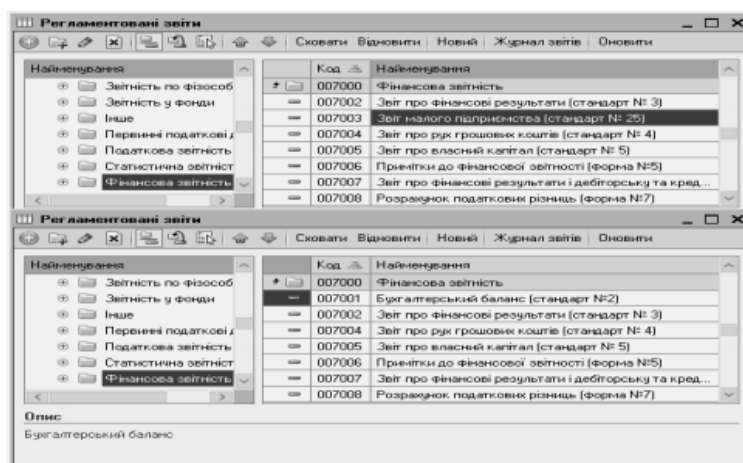 Регламентовані звіти
Сховати Відновити Новий Журнал звітів Оновити
Найменування
Звітність по фізособ
Звітність у фонди
Інше
Первинні податкові д
Податкова звітність
Статистична звітніст
Фінансова звітність
Код Найменування
007000 Фінансова звітність
007002 Звіт про фінансові результати (стандарт № 3)
007003 Звіт малого підприємства (стандарт № 25)
007004 Звіт про рух грошових коштів (стандарт № 4)
007005 Звіт про власний капітал (стандарт № 5)
007006 Примітки до фінансової звітності (форма №5)
007007 Звіт про фінансові результати і дебіторську та кред...
007008 Розрахунок податкових різниць (форма №7)
Регламентовані звіти
Сховати Відновити Новий Журнал звітів Оновити
Найменування
Звітність по фізособ
Звітність у фонди
Інше
Первинні податкові д
Податкова звітність
Статистична звітніст
Фінансова звітність
Код Найменування
007000 Фінансова звітність
007001 Бухгалтерський баланс (стандарт №2)
007002 Звіт про фінансові результати (стандарт № 3)
007004 Звіт про рух грошових коштів (стандарт № 4)
007005 Звіт про власний капітал (стандарт № 5)
007006 Примітки до фінансової звітності (форма №5)
007007 Звіт про фінансові результати і дебіторську та кред...
007008 Розрахунок податкових різниць (форма №7)
Опис
Бухгалтерський баланс